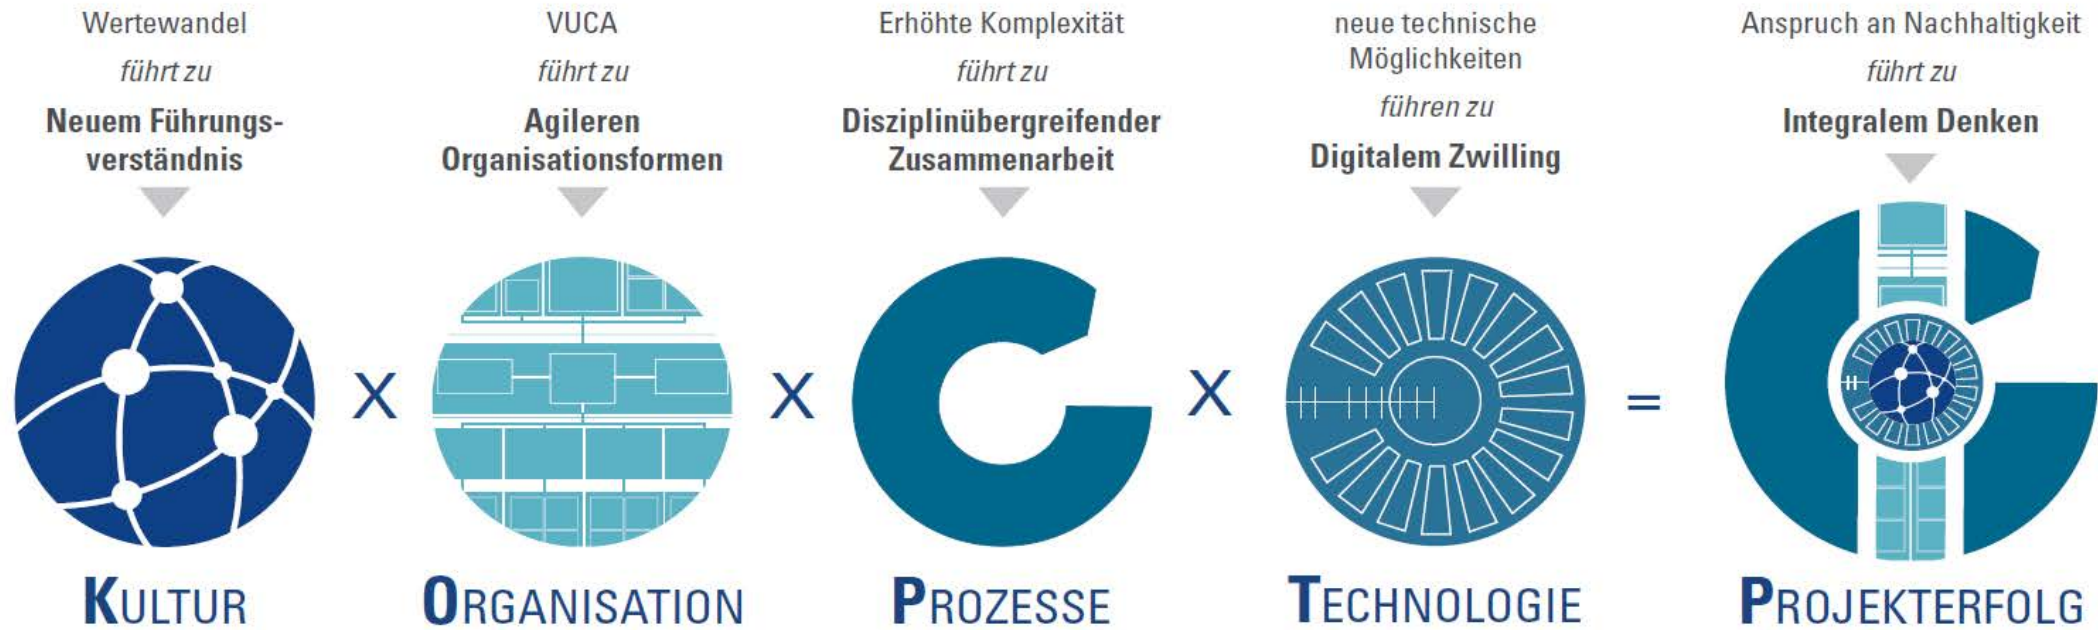 Wertewandel
führt zu
Neuem Führungs-
verständnis
VUCA
führt zu
Agileren
Organisationsformen
Erhöhte Komplexität
führt zu
Disziplinübergreifender
Zusammenarbeit
neue technische
Möglichkeiten
führen zu
Digitalem Zwilling
Anspruch an Nachhaltigkeit
führt zu
Integralem Denken
X
X
X
=
KULTUR
ORGANISATION
PROZESSE
TECHNOLOGIE
PROJEKTERFOLG